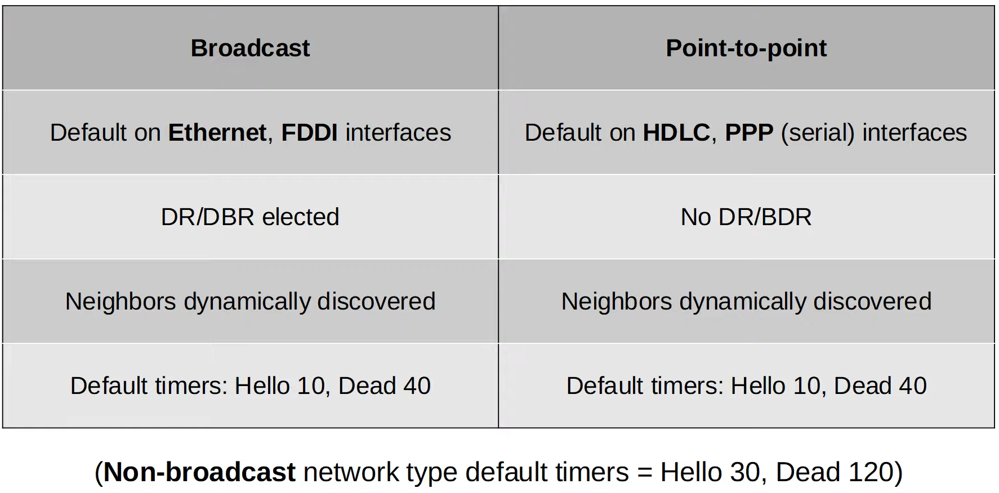 Broadcast
Point-to-point
Default on Ethernet, FDDI interfaces
Default on HDLC, PPP (serial) interfaces
DR/DBR elected
No DR/BDR
Neighbors dynamically discovered
Neighbors dynamically discovered
Default timers: Hello 10, Dead 40
Default timers: Hello 10, Dead 40
(Non-broadcast network type default timers = Hello 30, Dead 120)